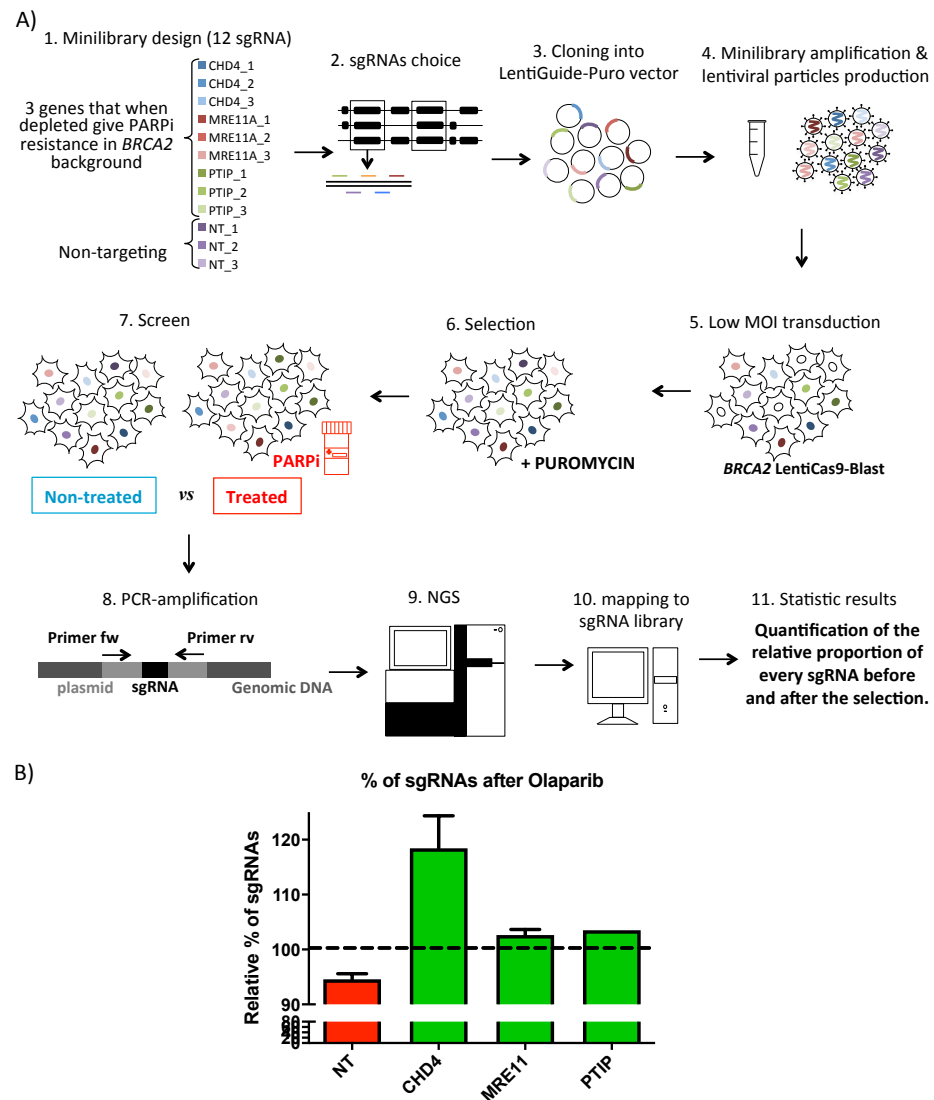 A)
1. Minilibrary design (12 sgRNA)
3 genes that when
depleted give PARPi
resistance in BRCA2
background
CHD4_1
CHD4_2
CHD4_3
MRE11A_1
MRE11A_2
MRE11A_3
PTIP_1
PTIP_2
PTIP_3
Non-targeting
NT_1
NT_2
NT_3
2. sgRNAs choice
3. Cloning into
LentiGuide-Puro vector
4. Minilibrary amplification &
lentiviral particles production
5. Low MOI transduction
BRCA2 LentiCas9-Blast
6. Selection
+ PUROMYCIN
7. Screen
PARPi
Non-treated
vs
Treated
8. PCR-amplification
Primer fw
Primer rv
plasmid
sgRNA
Genomic DNA
9. NGS
10. mapping to
sgRNA library
11. Statistic results
Quantification of the
relative proportion of
every sgRNA before
and after the selection.
B)
% of sgRNAs after Olaparib
Relative % of sgRNAs
120
110
100
90
80
60
40
20
0
NT
CHD4
MRE11
PTIP